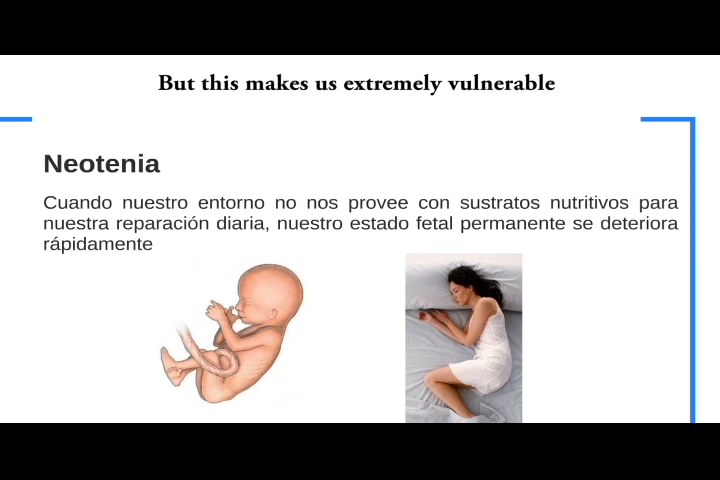 But this makes us extremely vulnerable
Neotenia
Cuando nuestro entorno no nos provee con sustratos nutritivos para
nuestra reparación diaria, nuestro estado fetal permanente se deteriora
rápidamente